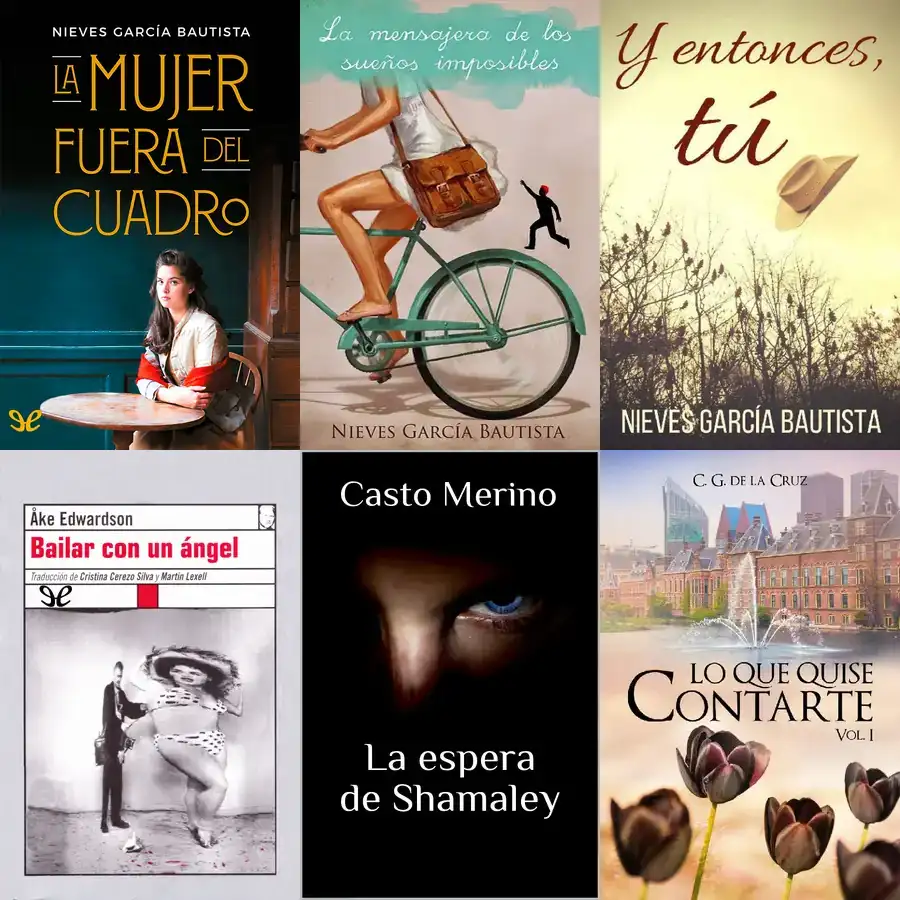 NIEVES GARCÍA BAUTISTA
LA MUJER
FUERA DEL
CUADRO
La mensajera de los
sueños imposibles
NIEVES GARCÍA BAUTISTA
Y entonces,
tú
NIEVES GARCÍA BAUTISTA
Åke Edwardson
Bailar con un ángel
Traducción de Cristina Cerezo Silva y Martin Lexell
Casto Merino
La espera
de Shamaley
C. G. DE LA CRUZ
LO QUE QUISE
CONTARTE
VOL. I